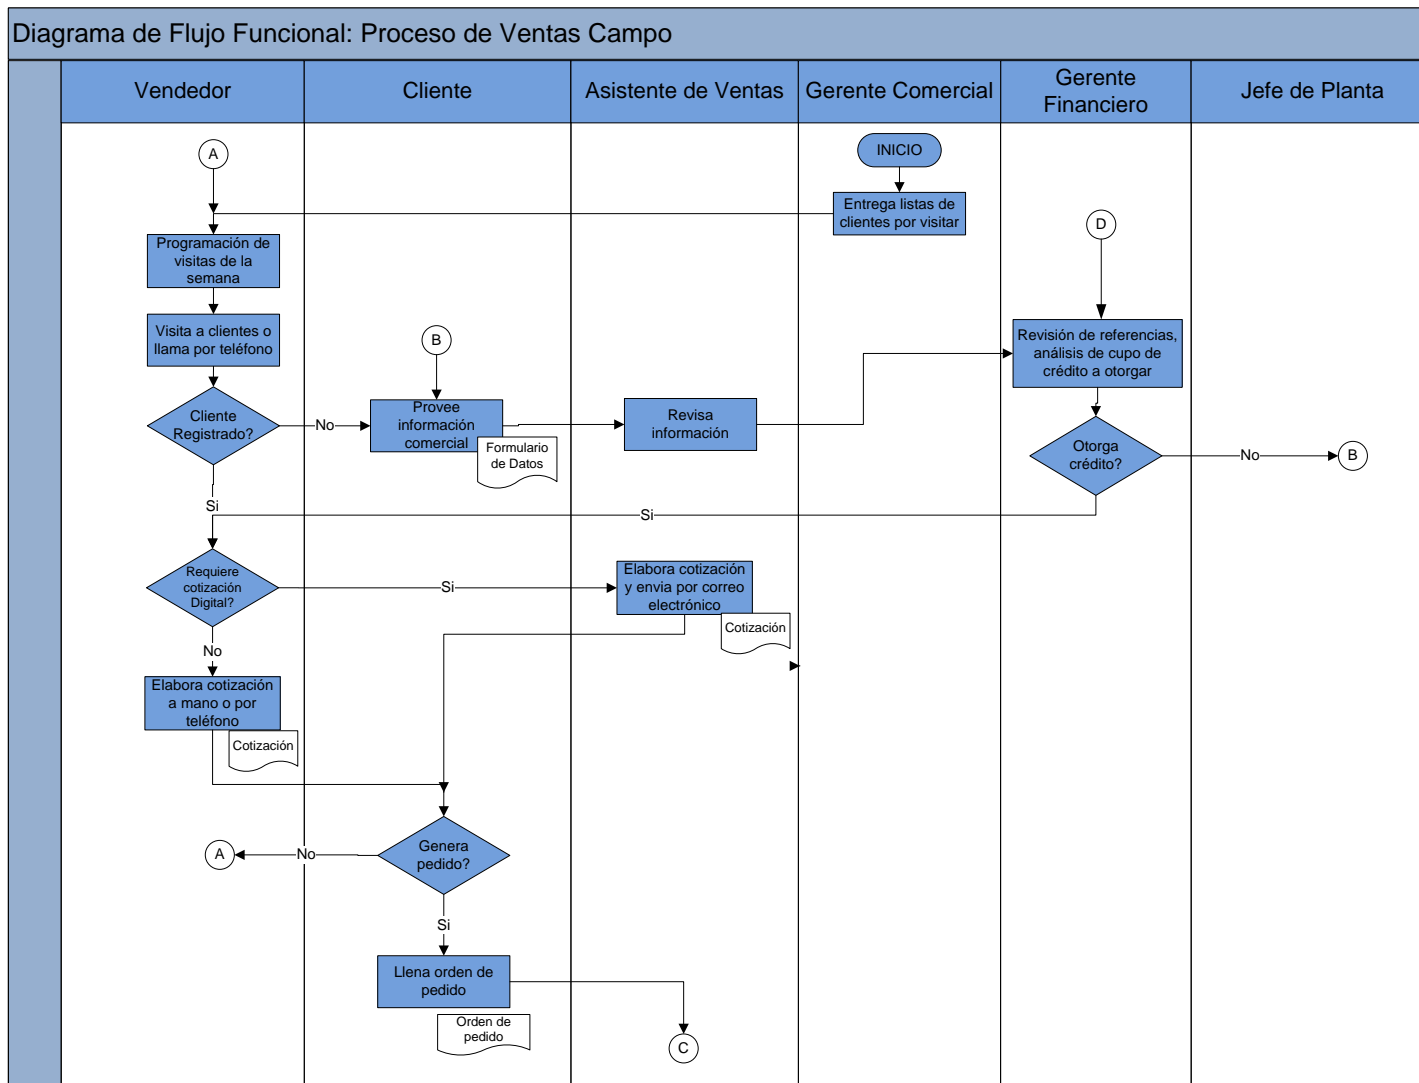 Diagrama de Flujo Funcional: Proceso de Ventas Campo
Vendedor
Cliente
Asistente de Ventas
Gerente Comercial
Gerente
Financiero
Jefe de Planta
A
INICIO
Entrega listas de
clientes por visitar
D
Programación de
visitas de la
semana
Visita a clientes o
llama por teléfono
B
Revisión de referencias,
análisis de cupo de
crédito a otorgar
Cliente
Registrado?
No
Provee
información
comercial
Formulario
de Datos
Revisa
información
Otorga
crédito?
No
B
Si
Si
Requiere
cotización
Digital?
Si
Elabora cotización
y envia por correo
electrónico
Cotización
No
Elabora cotización
a mano o por
teléfono
Cotización
Genera
pedido?
No
A
Si
Llena orden de
pedido
Orden de
pedido
C